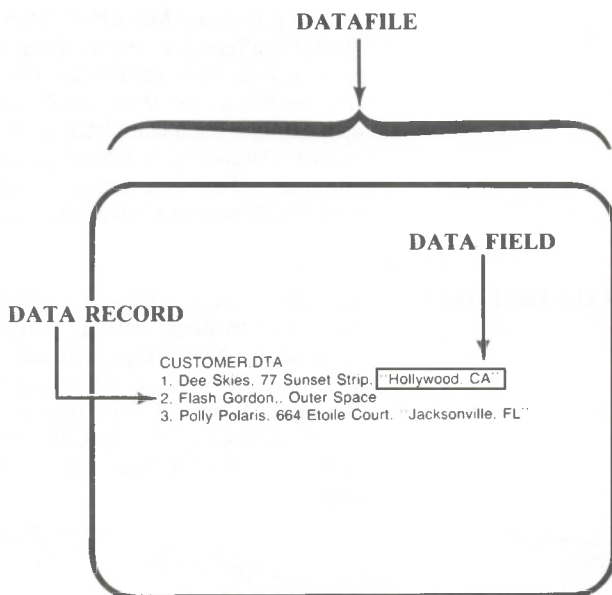 DATAFILE
DATA FIELD
DATA RECORD
CUSTOMER DTA
1. Dee Skies. 77 Sunset Strip. "Hollywood. CA"
2. Flash Gordon.. Outer Space
3. Polly Polaris. 664 Etoile Court. "Jacksonville. FL"